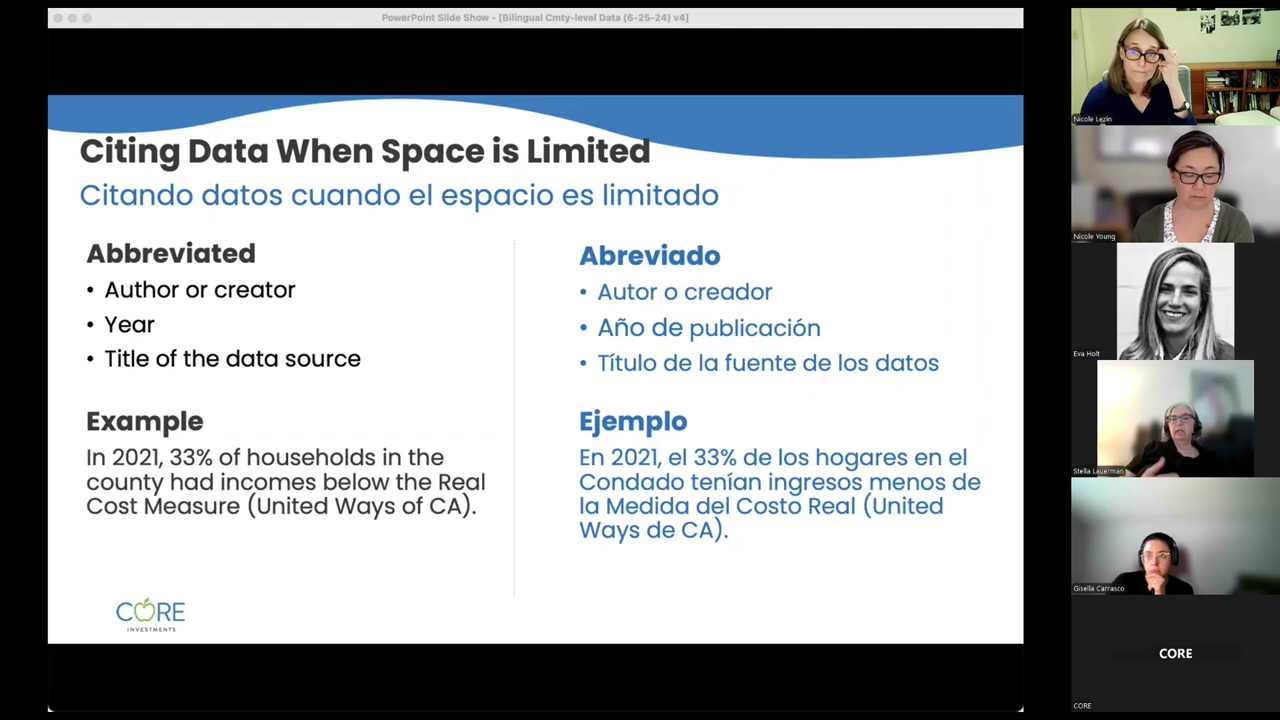 PowerPoint Slide Show - [Bilingual Cmty-level Data (6-25-24) v4]
Citing Data When Space is Limited
Citando datos cuando el espacio es limitado
Abbreviated
• Author or creator
• Year
• Title of the data source
Example
In 2021, 33% of households in the
county had incomes below the Real
Cost Measure (United Ways of CA).
Abreviado
• Autor o creador
• Año de publicación
• Título de la fuente de los datos
Ejemplo
En 2021, el 33% de los hogares en el
Condado tenían ingresos menos de
la Medida del Costo Real (United
Ways de CA).
CORE
INVESTMENTS
Nicole Lezin
Nicole Young
Eva Holt
Stella Lauerman
Gisella Carrasco
CORE
CORE